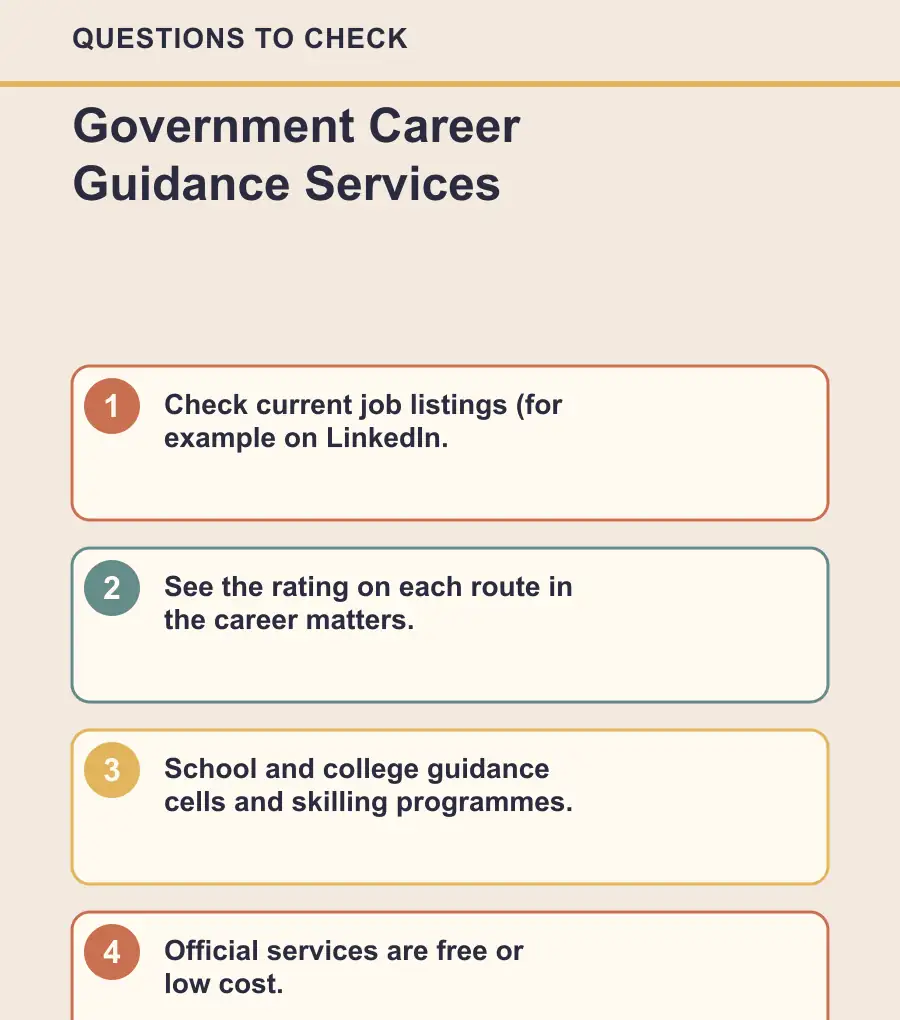 QUESTIONS TO CHECK
Government Career
Guidance Services
1
Check current job listings (for
example on LinkedIn.
2
See the rating on each route in
the career matters.
3
School and college guidance
cells and skilling programmes.
4
Official services are free or
low cost.